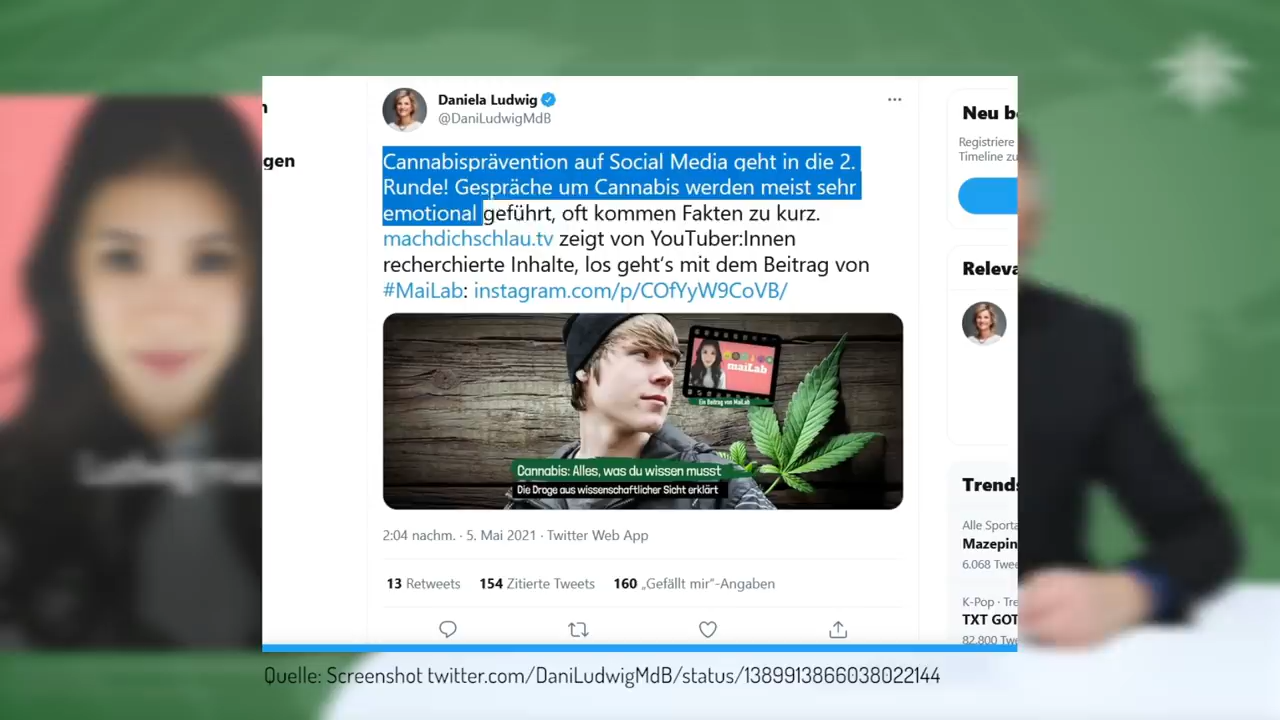 Daniela Ludwig
@DaniLudwigMdB
Cannabisprävention auf Social Media geht in die 2.
Runde! Gespräche um Cannabis werden meist sehr
emotional geführt, oft kommen Fakten zu kurz.
machdichschlau.tv zeigt von YouTuber:Innen
recherchierte Inhalte, los geht's mit dem Beitrag von
#MaiLab: instagram.com/p/COfYyW9CoVB/
maiLab
Ein Beitrag von MaiLab
Cannabis: Alles, was du wissen musst
Die Droge aus wissenschaftlicher Sicht erklärt
2:04 nachm. · 5. Mai 2021 · Twitter Web App
13 Retweets 154 Zitierte Tweets 160 „Gefällt mir"-Angaben
n
gen
Neu b
Registriere
Timeline zu
Releva
Trends
Alle Sporta
Mazepin
6.068 Twee
K-Pop · Tre
TXT GOT
82.800 Twe
Quelle: Screenshot twitter.com/DaniLudwigMdB/status/1389913866038022144